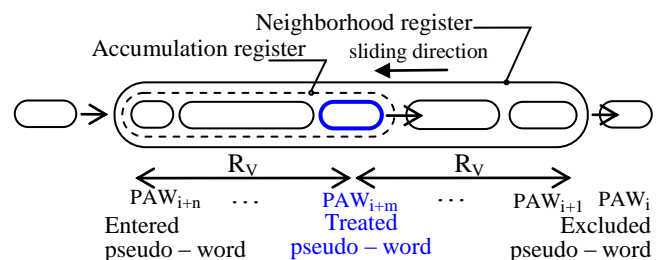 Neighborhood register
Accumulation register
sliding direction
R_V R_V
PAW_{i+n} … PAW_{i+m} … PAW_{i+1} PAW_i
Entered Treated Excluded
pseudo – word pseudo – word pseudo – word